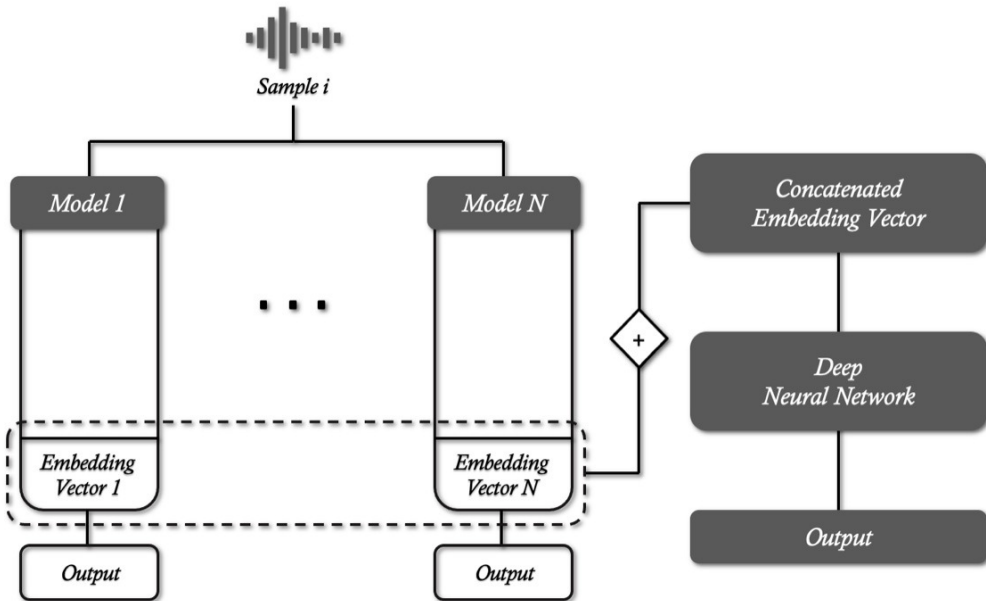 Sample i
Model 1
Model N
. . .
Embedding
Vector 1
Embedding
Vector N
Output
Output
+
Concatenated
Embedding Vector
Deep
Neural Network
Output